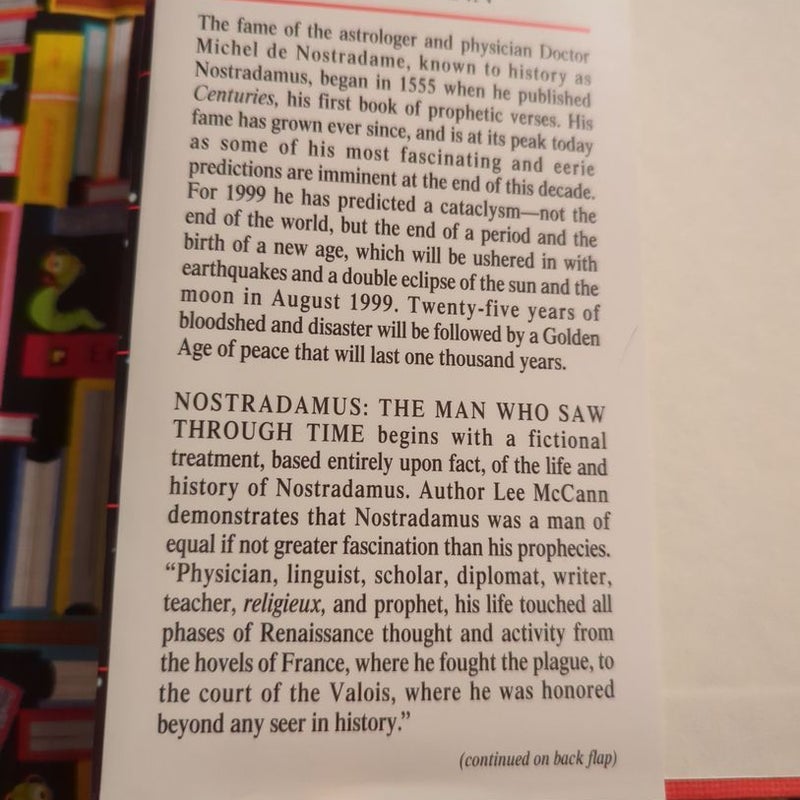 The fame of the astrologer and physician Doctor
Michel de Nostradame, known to history as
Nostradamus, began in 1555 when he published
Centuries, his first book of prophetic verses. His
fame has grown ever since, and is at its peak today
as some of his most fascinating and eerie
predictions are imminent at the end of this decade.
For 1999 he has predicted a cataclysm—not the
end of the world, but the end of a period and the
birth of a new age, which will be ushered in with
earthquakes and a double eclipse of the sun and the
moon in August 1999. Twenty-five years of
bloodshed and disaster will be followed by a Golden
Age of peace that will last one thousand years.
NOSTRADAMUS: THE MAN WHO SAW
THROUGH TIME begins with a fictional
treatment, based entirely upon fact, of the life and
history of Nostradamus. Author Lee McCann
demonstrates that Nostradamus was a man of
equal if not greater fascination than his prophecies.
“Physician, linguist, scholar, diplomat, writer,
teacher, religieux, and prophet, his life touched all
phases of Renaissance thought and activity from
the hovels of France, where he fought the plague, to
the court of the Valois, where he was honored
beyond any seer in history.”
(continued on back flap)